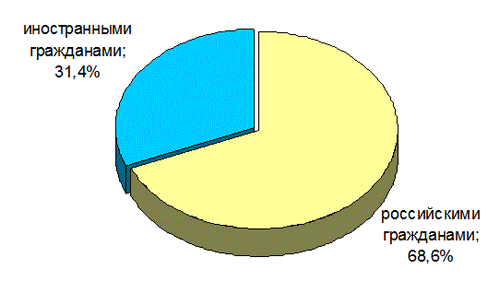 иностранными
гражданами;
31,4%
российскими
гражданами;
68,6%